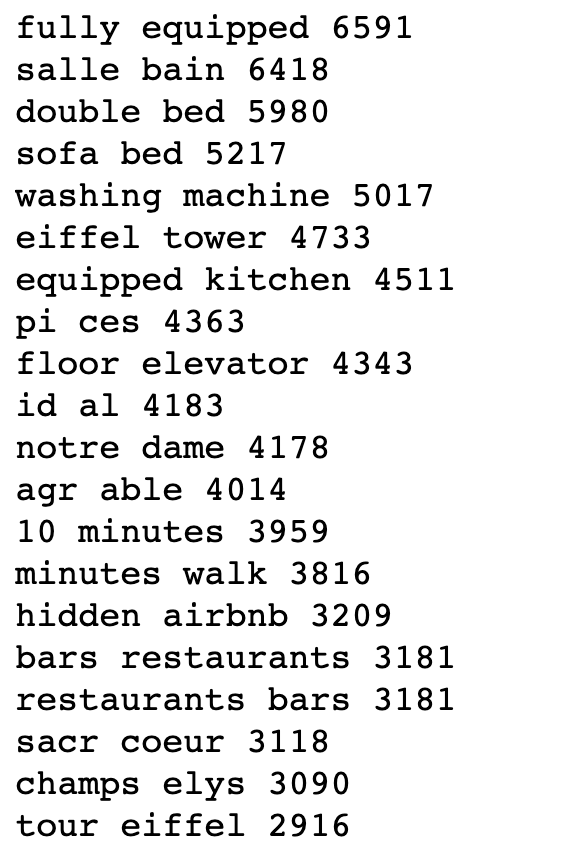 fully equipped 6591
salle bain 6418
double bed 5980
sofa bed 5217
washing machine 5017
eiffel tower 4733
equipped kitchen 4511
pi ces 4363
floor elevator 4343
id al 4183
notre dame 4178
agr able 4014
10 minutes 3959
minutes walk 3816
hidden airbnb 3209
bars restaurants 3181
restaurants bars 3181
sacr coeur 3118
champs elys 3090
tour eiffel 2916